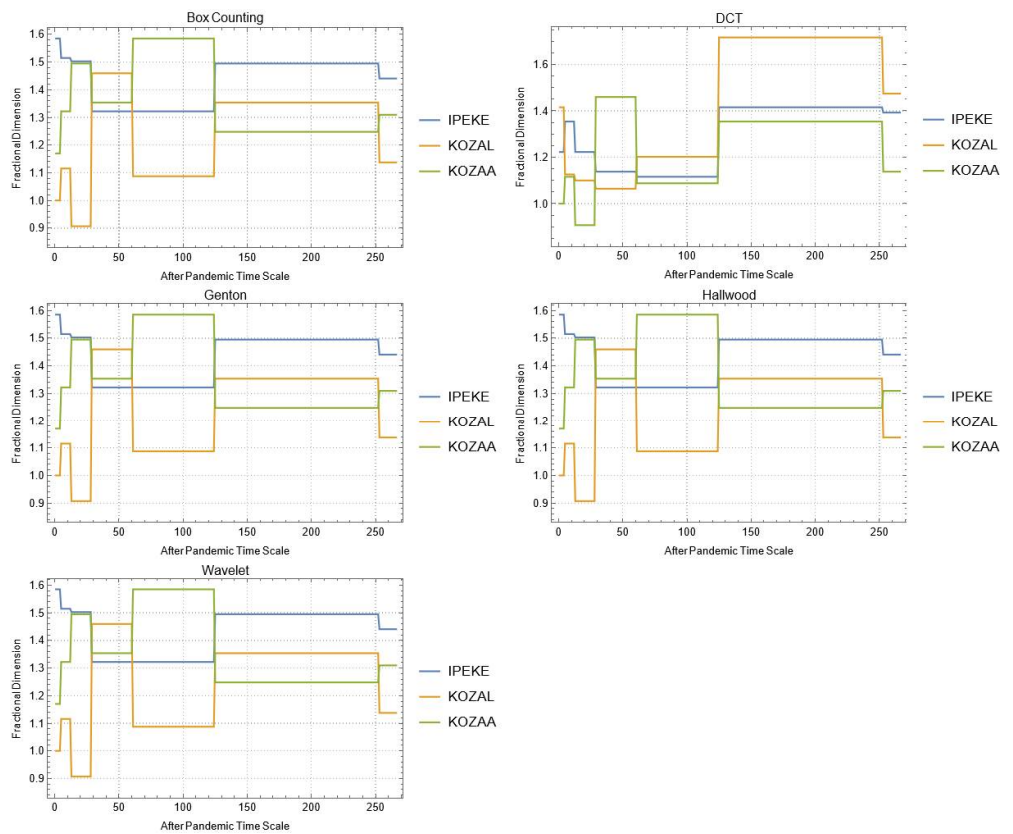 Box Counting
Fractional Dimension
1.6
1.5
1.4
1.3
1.2
1.1
1.0
0.9
0
50
100
150
200
250
After Pandemic Time Scale
IPEKE
KOZAL
KOZAA
DCT
Fractional Dimension
1.6
1.4
1.2
1.0
0
50
100
150
200
250
After Pandemic Time Scale
IPEKE
KOZAL
KOZAA
Genton
Fractional Dimension
1.6
1.5
1.4
1.3
1.2
1.1
1.0
0.9
0
50
100
150
200
250
After Pandemic Time Scale
IPEKE
KOZAL
KOZAA
Hallwood
Fractional Dimension
1.6
1.5
1.4
1.3
1.2
1.1
1.0
0.9
0
50
100
150
200
250
After Pandemic Time Scale
IPEKE
KOZAL
KOZAA
Wavelet
Fractional Dimension
1.6
1.5
1.4
1.3
1.2
1.1
1.0
0.9
0
50
100
150
200
250
After Pandemic Time Scale
IPEKE
KOZAL
KOZAA